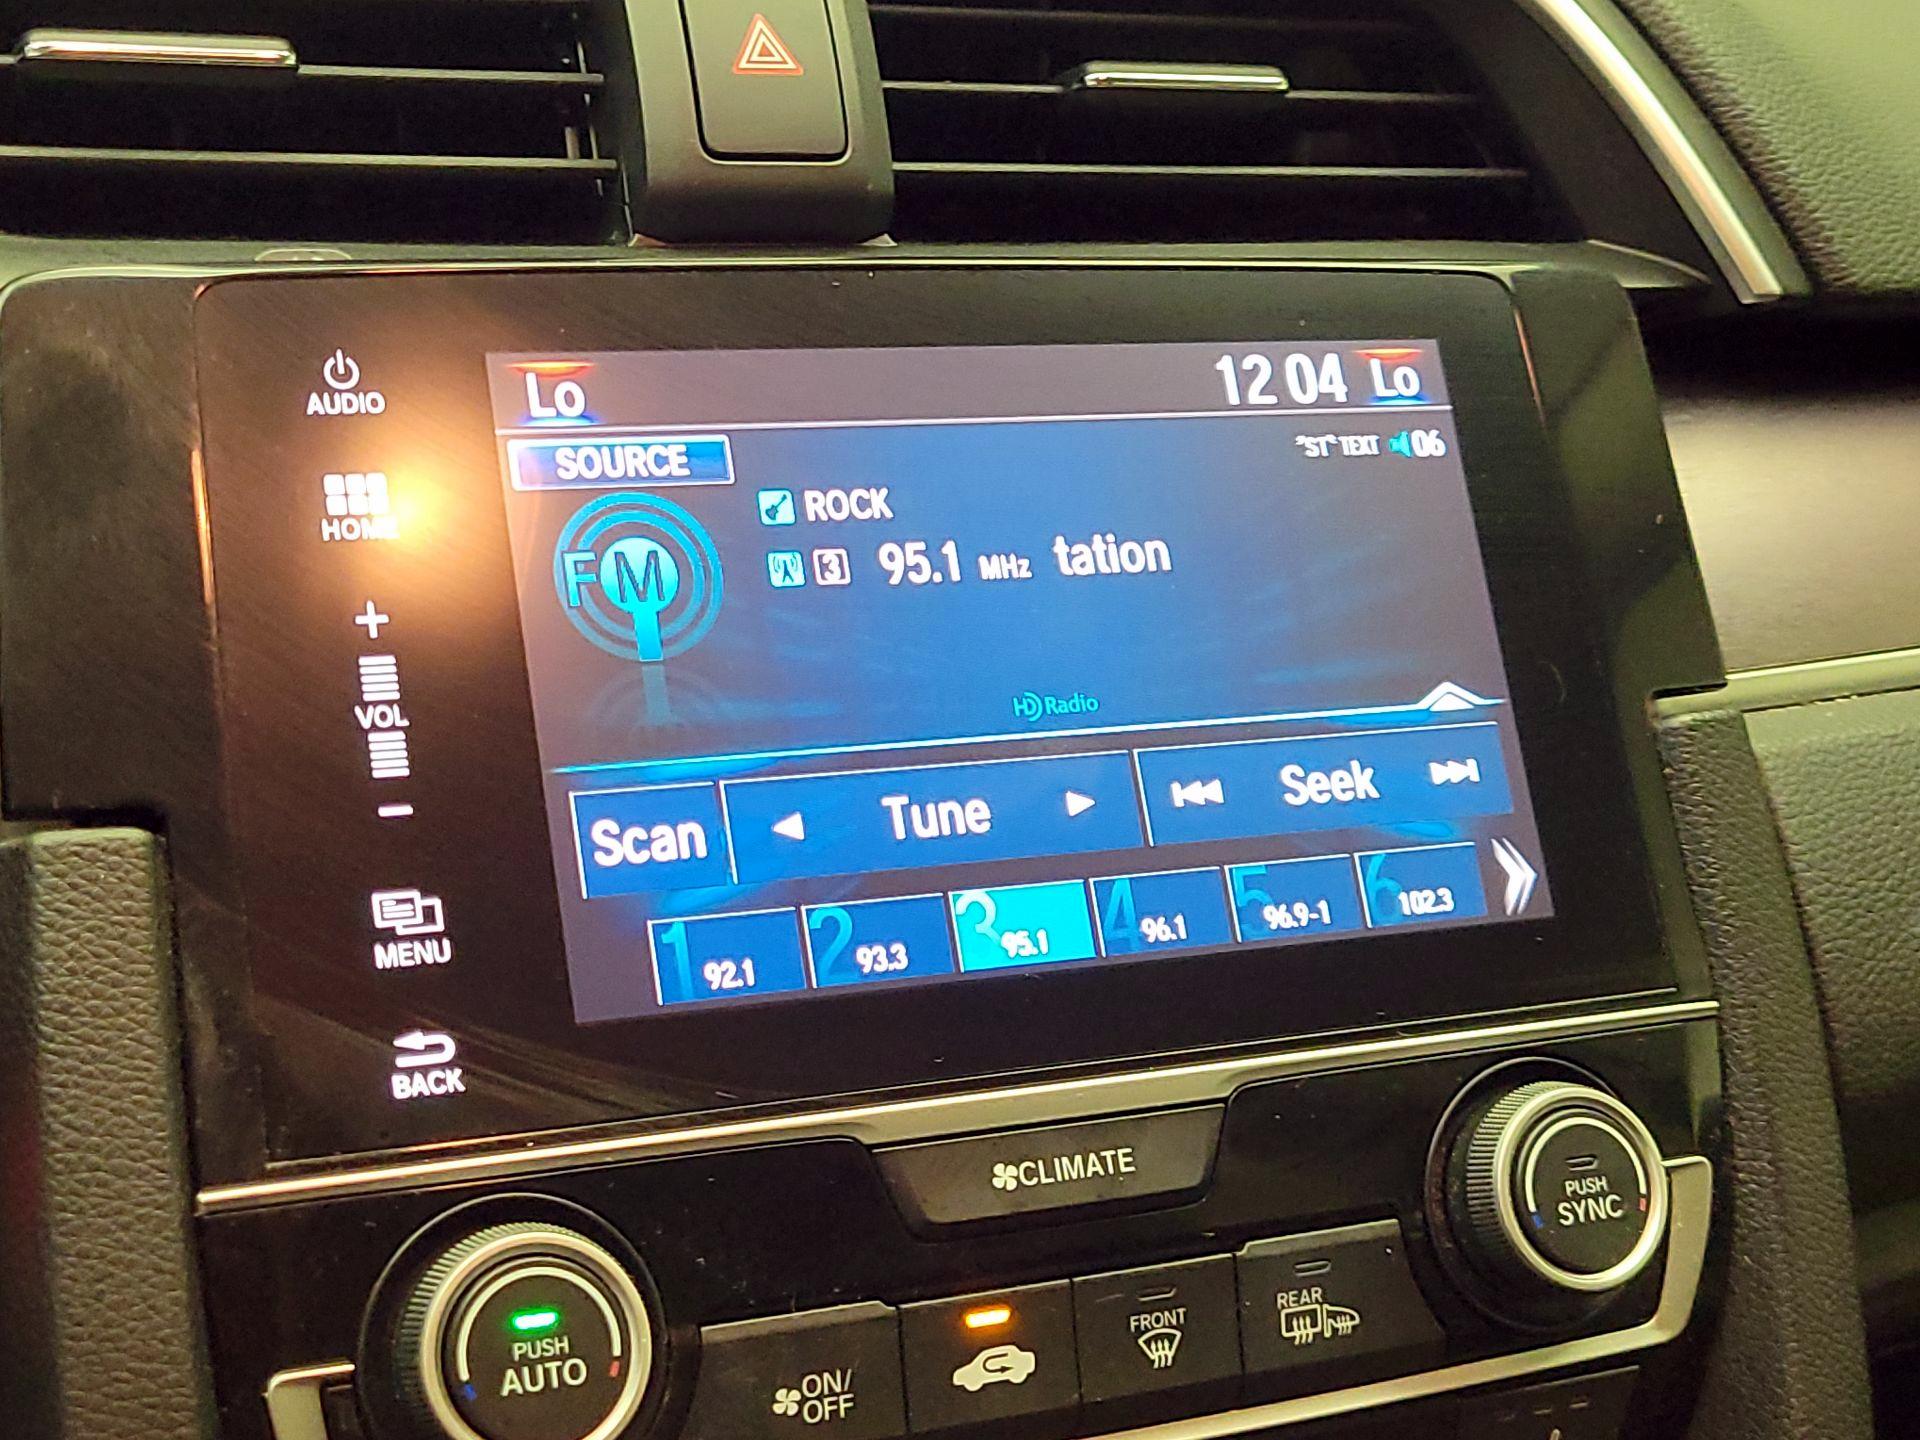 AUDIO
HOME
VOL
MENU
BACK
Lo
12 04
Lo
SOURCE
"ST" TEXT
06
FM
ROCK
3
95.1 MHz
tation
HD Radio
Scan
Tune
Seek
1 92.1
2 93.3
3 95.1
4 96.1
5 96.9-1
6 102.3
CLIMATE
PUSH
SYNC
PUSH
AUTO
ON/
OFF
FRONT
REAR